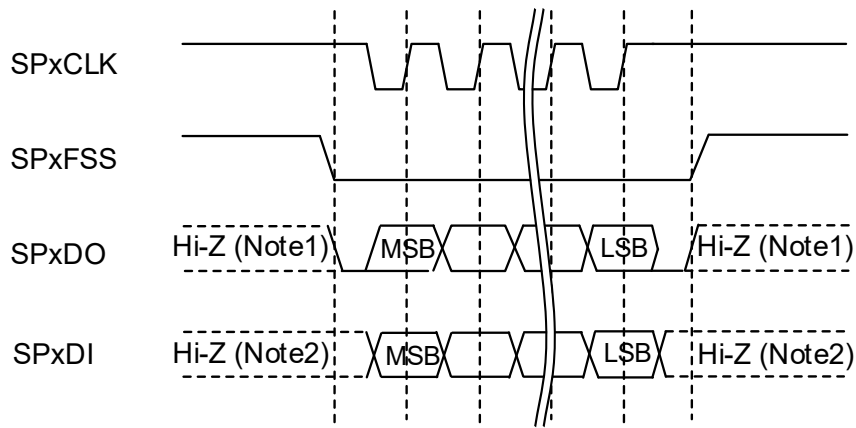 SPxCLK
SPxFSS
SPxDO Hi-Z (Note1) MSB LSB Hi-Z (Note1)
SPxDI Hi-Z (Note2) MSB LSB Hi-Z (Note2)